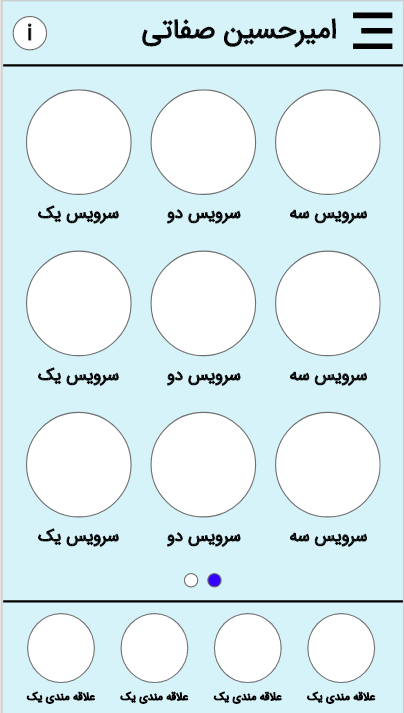 امیرحسین صفاتی
i
سرویس سه سرویس دو سرویس یک
سرویس سه سرویس دو سرویس یک
سرویس سه سرویس دو سرویس یک
علاقه مندی یک علاقه مندی یک علاقه مندی یک علاقه مندی یک